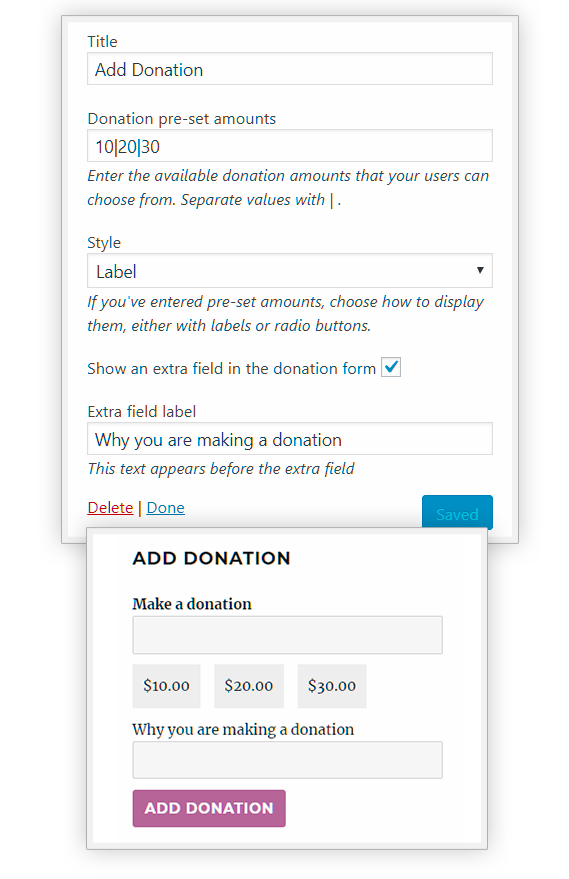 Title
Add Donation
Donation pre-set amounts
10|20|30
Enter the available donation amounts that your users can
choose from. Separate values with | .
Style
Label
If you've entered pre-set amounts, choose how to display
them, either with labels or radio buttons.
Show an extra field in the donation form
Extra field label
Why you are making a donation
This text appears before the extra field
Delete | Done
Saved
ADD DONATION
Make a donation
$10.00 $20.00 $30.00
Why you are making a donation
ADD DONATION